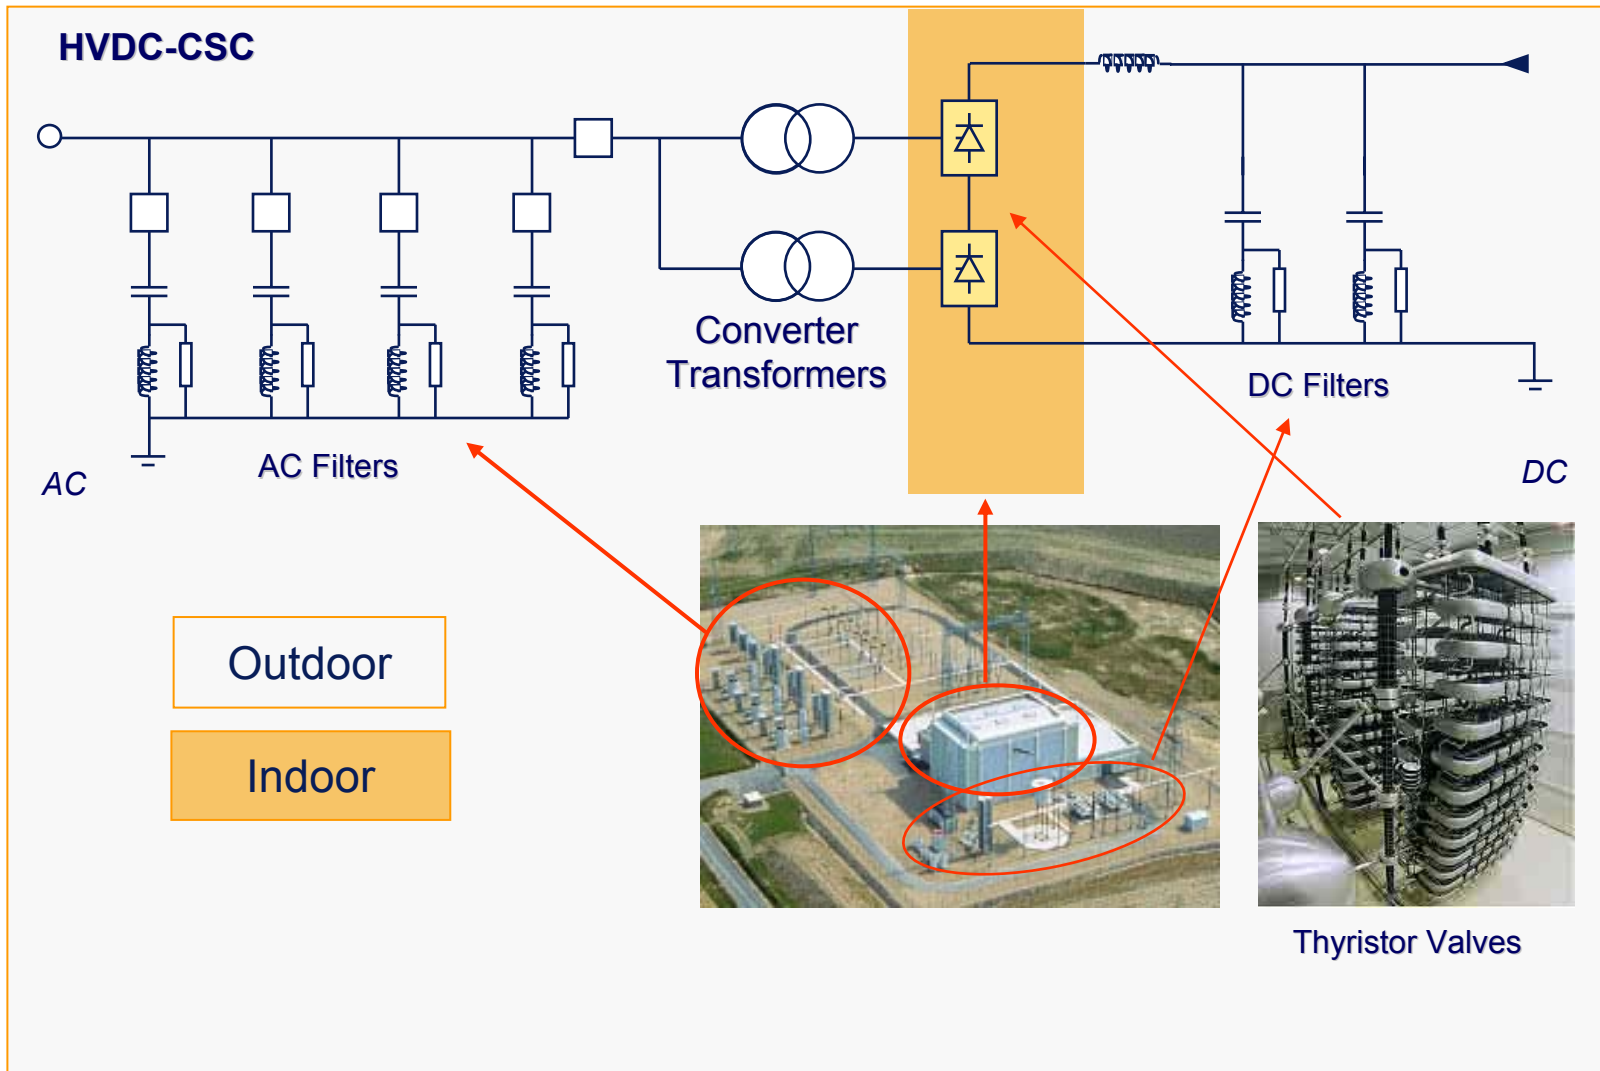 HVDC-CSC
Converter
Transformers
DC Filters
AC Filters
AC
DC
Outdoor
Indoor
Thyristor Valves